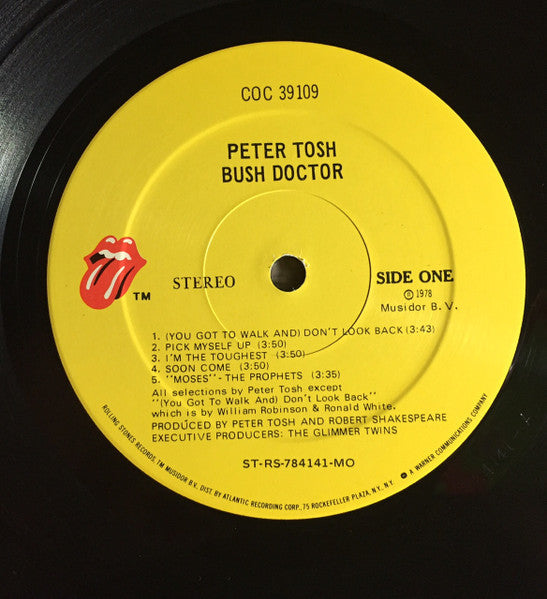 COC 39109
PETER TOSH
BUSH DOCTOR
TM
STEREO
SIDE ONE
℗ 1978
Musidor B. V.
1. (YOU GOT TO WALK AND) DON'T LOOK BACK (3:43)
2. PICK MYSELF UP (3:50)
3. I'M THE TOUGHEST (3:50)
4. SOON COME (3:50)
5. "MOSES" - THE PROPHETS (3:35)
All selections by Peter Tosh except
"(You Got To Walk And) Don't Look Back"
which is by William Robinson & Ronald White.
PRODUCED BY PETER TOSH AND ROBERT SHAKESPEARE
EXECUTIVE PRODUCERS: THE GLIMMER TWINS
ST-RS-784141-MO
ROLLING STONES RECORDS, TM MUSIDOR B.V. DIST. BY ATLANTIC RECORDING CORP., 75 ROCKEFELLER PLAZA, N.Y., N.Y. A WARNER COMMUNICATIONS COMPANY